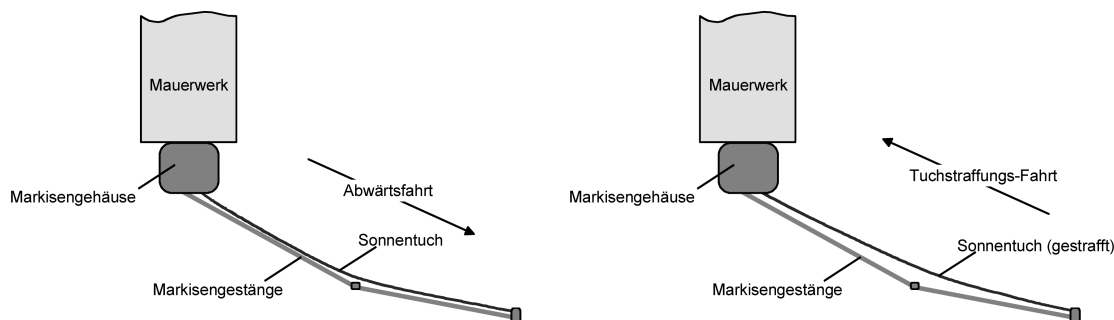 Mauerwerk
Markisengehäuse
Abwärtsfahrt
Sonnentuch
Markisengestänge
Mauerwerk
Markisengehäuse
Tuchstraffungs-Fahrt
Sonnentuch (gestrafft)
Markisengestänge